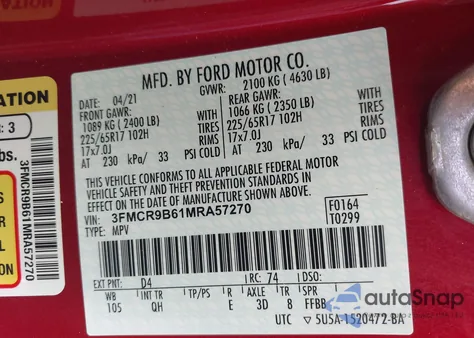 MFD. BY FORD MOTOR CO.
DATE: 04/21 GVWR: 2100 KG (4630 LB)
FRONT GAWR: REAR GAWR:
1089 KG (2400 LB) WITH 1066 KG (2350 LB) WITH
225/65R17 102H TIRES 225/65R17 102H TIRES
17x7.0J RIMS 17x7.0J RIMS
AT 230 kPa/ 33 PSI COLD AT 230 kPa/ 33 PSI COLD
THIS VEHICLE CONFORMS TO ALL APPLICABLE FEDERAL MOTOR
VEHICLE SAFETY AND THEFT PREVENTION STANDARDS IN
EFFECT ON THE DATE OF MANUFACTURE SHOWN ABOVE.
VIN: 3FMCR9B61MRA57270 F0164
TYPE: MPV T0299
EXT PNT: D4 RC: 74 DSO:
WB INT TR TP/PS R AXLE TR SPR
105 QH E 3D 8 FFBB
UTC 5U5A-1520472-BA
ATION
: 3
lbs.
3FMCR9B61MRA57270
autoSnap